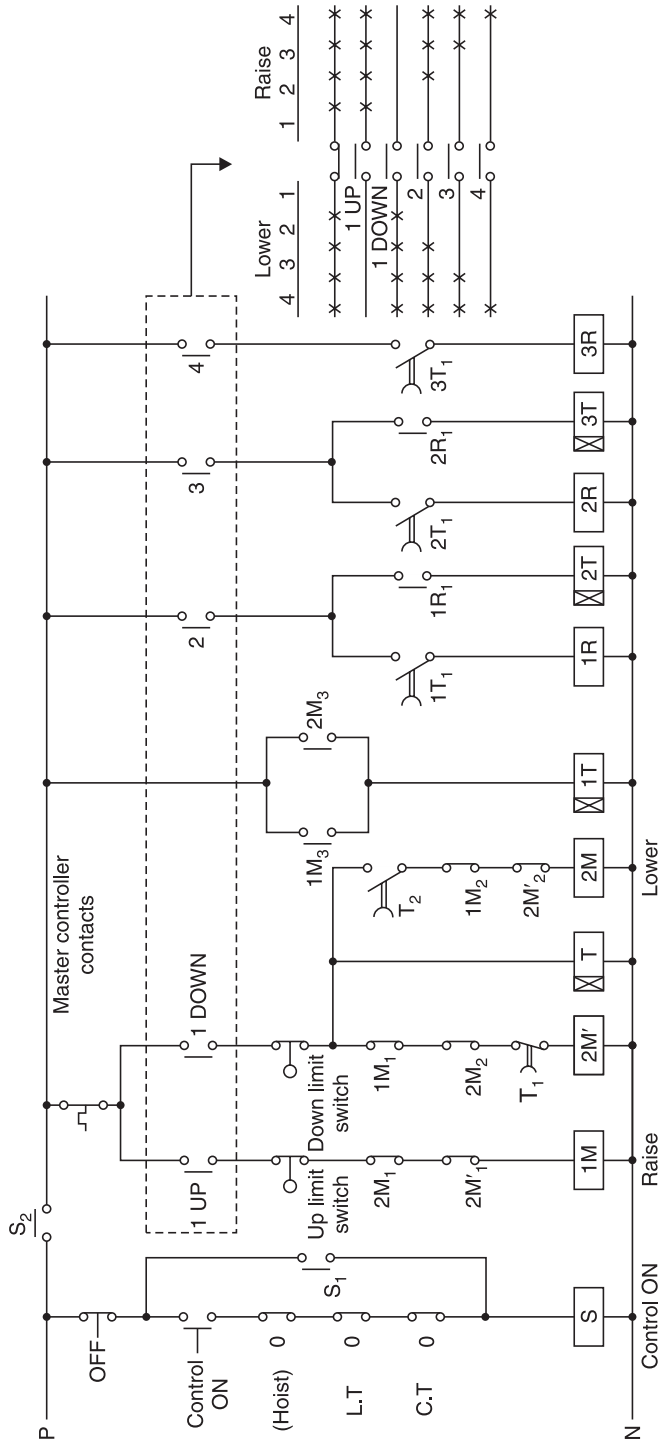 P
OFF
Control
ON
0
(Hoist)
0
L.T
0
C.T
S₁
S
Control ON
N
S₂
Master controller
contacts
1 UP
Up limit
switch
2M₁
2M'₁
1M
Raise
1 DOWN
Down limit
switch
1M₁
2M₂
T₁
2M'
T
T₂
1M₂
2M'₂
2M
Lower
1M₃
2M₃
1T
2
1T₁
1R₁
1R
2T
3
2T₁
2R₁
2R
3T
4
3T₁
3R
Lower
4 3 2 1
Raise
1 2 3 4
1 UP
1 DOWN
2
3
4